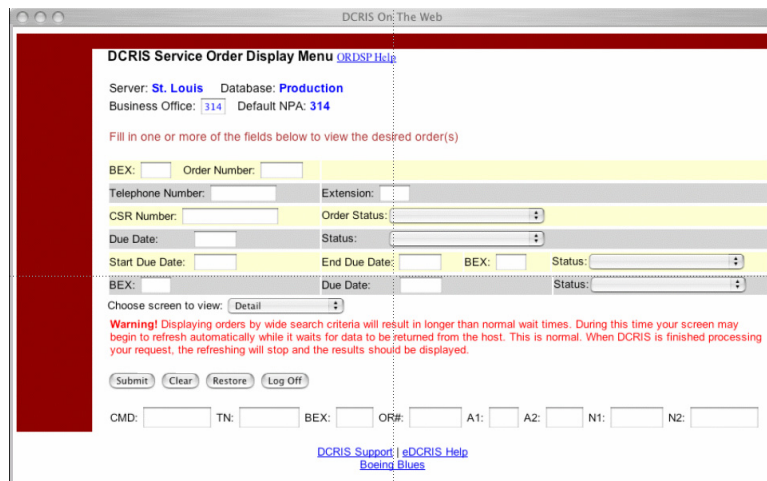 DCRIS On The Web
DCRIS Service Order Display Menu ORDSP Help
Server: St. Louis Database: Production
Business Office: 314 Default NPA: 314
Fill in one or more of the fields below to view the desired order(s)
BEX: Order Number:
Telephone Number: Extension:
CSR Number: Order Status:
Due Date: Status:
Start Due Date: End Due Date: BEX: Status:
BEX: Due Date: Status:
Choose screen to view: Detail
Warning! Displaying orders by wide search criteria will result in longer than normal wait times. During this time your screen may
begin to refresh automatically while it waits for data to be returned from the host. This is normal. When DCRIS is finished processing
your request, the refreshing will stop and the results should be displayed.
Submit Clear Restore Log Off
CMD: TN: BEX: OR#: A1: A2: N1: N2:
DCRIS Support | eDCRIS Help
Boeing Blues